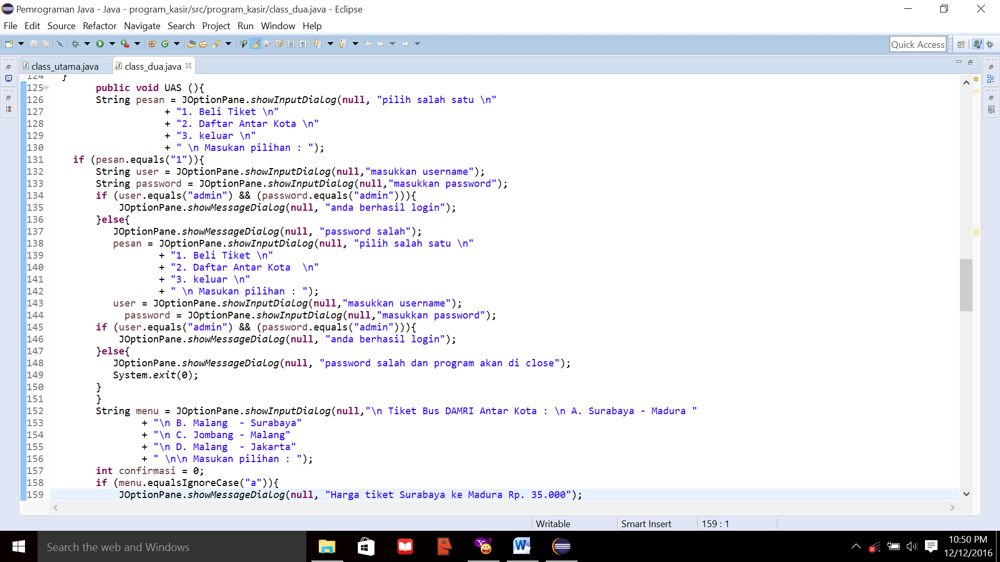 Pemrograman Java - Java - program_kasir/src/program_kasir/class_dua.java - Eclipse
File Edit Source Refactor Navigate Search Project Run Window Help
Quick Access
class_utama.java class_dua.java
124 }
125 public void UAS (){
126 String pesan = JOptionPane.showInputDialog(null, "pilih salah satu \n"
127 + "1. Beli Tiket \n"
128 + "2. Daftar Antar Kota \n"
129 + "3. keluar \n"
130 + " \n Masukan pilihan : ");
131 if (pesan.equals("1")){
132 String user = JOptionPane.showInputDialog(null,"masukkan username");
133 String password = JOptionPane.showInputDialog(null,"masukkan password");
134 if (user.equals("admin") && (password.equals("admin"))){
135 JOptionPane.showMessageDialog(null, "anda berhasil login");
136 }else{
137 JOptionPane.showMessageDialog(null, "password salah");
138 pesan = JOptionPane.showInputDialog(null, "pilih salah satu \n"
139 + "1. Beli Tiket \n"
140 + "2. Daftar Antar Kota  \n"
141 + "3. keluar \n"
142 + " \n Masukan pilihan : ");
143 user = JOptionPane.showInputDialog(null,"masukkan username");
144 password = JOptionPane.showInputDialog(null,"masukkan password");
145 if (user.equals("admin") && (password.equals("admin"))){
146 JOptionPane.showMessageDialog(null, "anda berhasil login");
147 }else{
148 JOptionPane.showMessageDialog(null, "password salah dan program akan di close");
149 System.exit(0);
150 }
151 }
152 String menu = JOptionPane.showInputDialog(null,"\n Tiket Bus DAMRI Antar Kota : \n A. Surabaya - Madura "
153 + "\n B. Malang  - Surabaya"
154 + "\n C. Jombang - Malang"
155 + "\n D. Malang  - Jakarta"
156 + " \n\n Masukan pilihan : ");
157 int confirmasi = 0;
158 if (menu.equalsIgnoreCase("a")){
159 JOptionPane.showMessageDialog(null, "Harga tiket Surabaya ke Madura Rp. 35.000");
Writable Smart Insert 159 : 1
Search the web and Windows
10:50 PM
12/12/2016